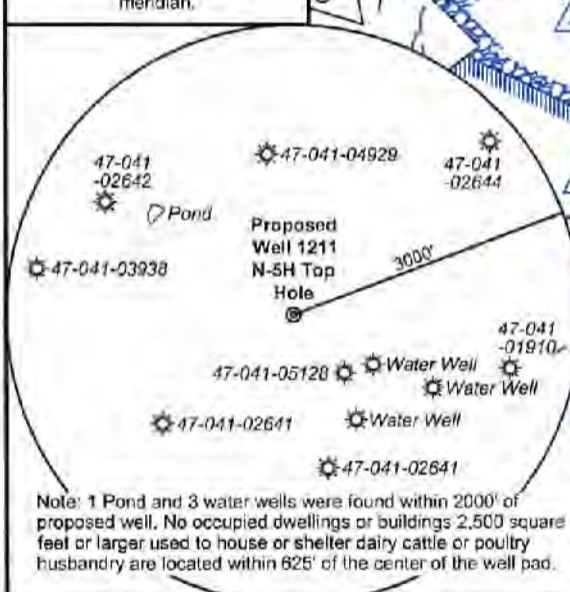 meridian.
47-041
-02642
47-041-04929
47-041
-02644
Pond
Proposed
Well 1211
N-5H Top
Hole
3000'
47-041-03938
47-041
-01910
47-041-05128
Water Well
Water Well
47-041-02641
Water Well
47-041-02641
Note: 1 Pond and 3 water wells were found within 2000' of
proposed well. No occupied dwellings or buildings 2,500 square
feet or larger used to house or shelter dairy cattle or poultry
husbandry are located within 625' of the center of the well pad.